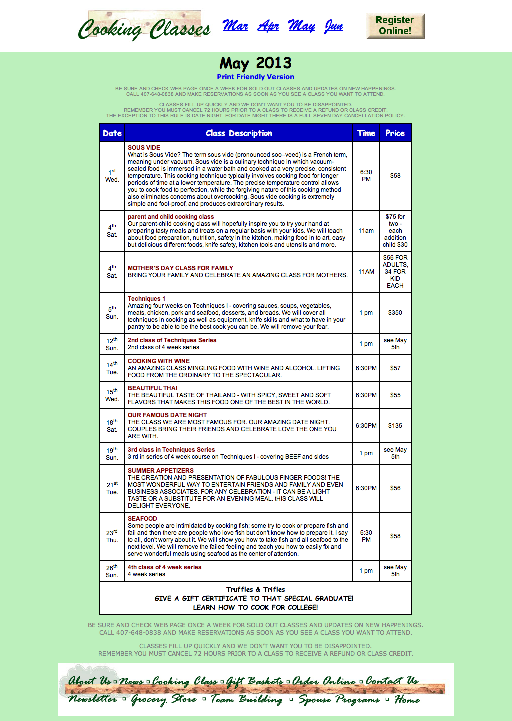 Cooking Classes Mar Apr May Jun Register
Online!
May 2013
Print Friendly Version
BE SURE AND CHECK WEB PAGE ONCE A WEEK FOR SOLD OUT CLASSES AND UPDATES ON NEW HAPPENINGS.
CALL 407-648-0838 AND MAKE RESERVATIONS AS SOON AS YOU SEE A CLASS YOU WANT TO ATTEND.
CLASSES FILL UP QUICKLY AND WE DON'T WANT YOU TO BE DISAPPOINTED.
REMEMBER YOU MUST CANCEL 72 HOURS PRIOR TO A CLASS TO RECEIVE A REFUND OR CLASS CREDIT.
THE EXCEPTION TO THIS RULE IS DATE NIGHT. FOR DATE NIGHT THERE IS A FULL SEVEN DAY CANCELLATION POLICY.
Date Class Description Time Price
SOUS VIDE
What is Sous Vide? The term sous vide (pronounced soo-veed) is a French term,
meaning under vacuum. Sous vide is a culinary technique in which vacuum-
sealed food is immersed in a water bath and cooked at a very precise, consistent
1st Wed. temperature. This cooking technique typically involves cooking food for longer 6:30 PM $58
periods of time at a lower temperature. The precise temperature control allows
you to cook food to perfection, while the forgiving nature of this cooking method
also eliminates concerns about overcooking. Sous vide cooking is extremely
simple and fool-proof, and produces extraordinary results.
parent and child cooking class
Our parent child cooking class will hopefully inspire you to try your hand at
4th Sat. preparing tasty meals and treats on a regular basis with your kids. We will teach 11am $75 for two - each addition child $30
about food preparation, nutrition, safety in the kitchen, making food in to art, easy
but delicious different foods, knife safety, kitchen tools and utensils and more.
4th Sat. MOTHER'S DAY CLASS FOR FAMILY 11AM FOR ADULTS, FOR KID EACH
BRING YOUR FAMILY AND CELEBRATE AN AMAZING CLASS FOR MOTHERS.
Techniques 1
Amazing four weeks on Techniques I - covering sauces, soups, vegetables,
Sun. meats, chicken, pork and seafood, desserts, and breads. We will cover all 1 pm $350
techniques in cooking as well as equipment, knife skills and what to have in your
pantry to be able to be the best cook you can be. We will remove your fear.
12th Sun. 2nd class of Techniques Series 1 pm see May 5th
2nd class of 4 week series
14th Tue. COOKING WITH WINE 6:30PM $57
AN AMAZING CLASS MINGLING FOOD WITH WINE AND ALCOHOL. LIFTING
FOOD FROM THE ORDINARY TO THE SPECTACULAR.
15th Wed. BEAUTIFUL THAI 6:30PM $55
THE BEAUTIFUL TASTE OF THAILAND - WITH SPICY, SWEET AND SOFT
FLAVORS THAT MAKES THIS FOOD ONE OF THE BEST IN THE WORLD.
OUR FAMOUS DATE NIGHT
18th Sat. THE CLASS WE ARE MOST FAMOUS FOR. OUR AMAZING DATE NIGHT. 6:30PM $135
COUPLES BRING THEIR FRIENDS AND CELEBRATE LOVE THE ONE YOU
ARE WITH.
19th Sun. 3rd class in Techniques Series 1 pm see May 5th
3rd in series of 4 week course on Techniques I - covering BEEF and sides
SUMMER APPETIZERS
THE CREATION AND PRESENTATION OF FABULOUS FINGER FOODS! THE
21st Tue. MOST WONDERFUL WAY TO ENTERTAIN FRIENDS AND FAMILY AND EVEN 6:30PM $56
BUSINESS ASSOCIATES. FOR ANY CELEBRATION - IT CAN BE A LIGHT
TASTE OR A SUBSTITUTE FOR AN EVENING MEAL. tHIS CLASS WILL
DELIGHT EVERYONE.
SEAFOOD
Some people are intimidated by cooking fish, some try to cook or prepare fish and
23rd Thu. fail and then there are people who love fish but don't know how to prepare it. I say 6:30 PM $58
to all, don't worry about it. We will show you how to take fish and all seafood to the
next level. We will remove the failed feeling and teach you how to easily fix and
serve wonderful meals using seafood as the center of attention.
26th Sun. 4th class of 4 week series 1 pm see May 5th
4 week series
Truffles & Trifles
GIVE A GIFT CERTIFICATE TO THAT SPECIAL GRADUATE!
LEARN HOW TO COOK FOR COLLEGE!
BE SURE AND CHECK WEB PAGE ONCE A WEEK FOR SOLD OUT CLASSES AND UPDATES ON NEW HAPPENINGS.
CALL 407-648-0838 AND MAKE RESERVATIONS AS SOON AS YOU SEE A CLASS YOU WANT TO ATTEND.
CLASSES FILL UP QUICKLY AND WE DON'T WANT YOU TO BE DISAPPOINTED.
REMEMBER YOU MUST CANCEL 72 HOURS PRIOR TO A CLASS TO RECEIVE A REFUND OR CLASS CREDIT.
About Us News Cooking Class Gift Baskets Order Online Contact Us
Newsletter Grocery Store Team Building Spouse Programs Home